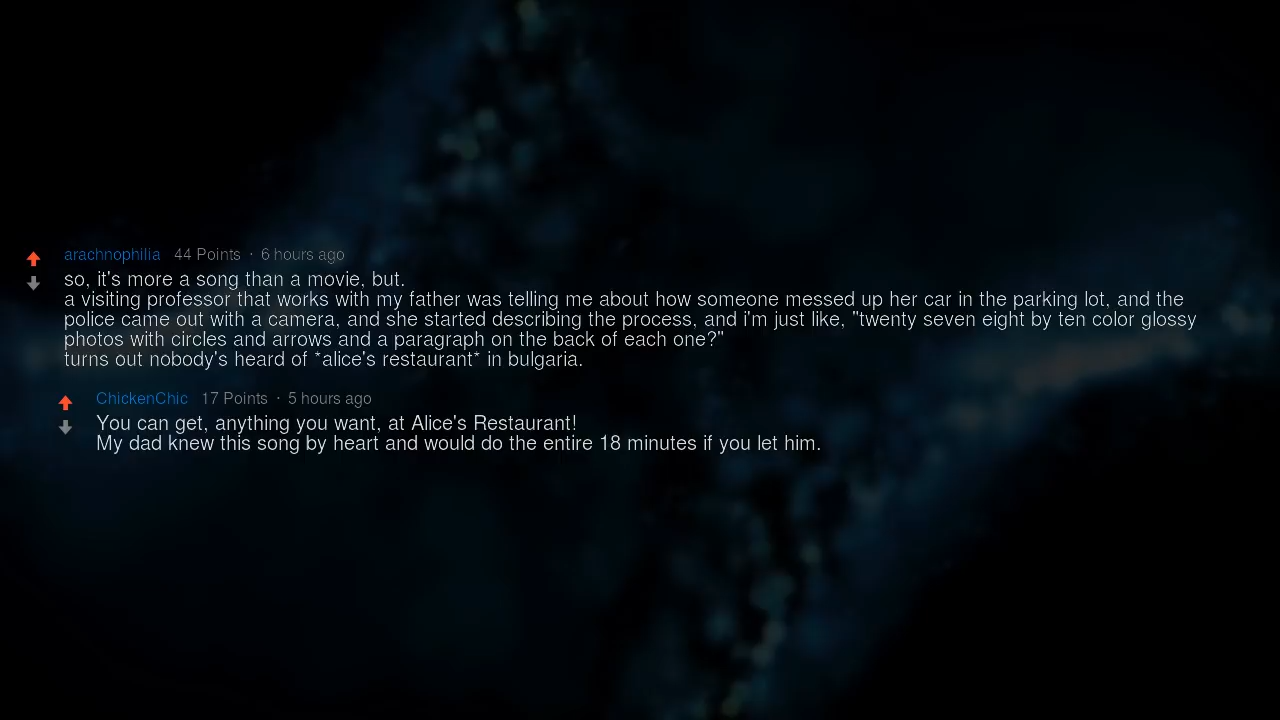 arachnophilia 44 Points · 6 hours ago
so, it's more a song than a movie, but.
a visiting professor that works with my father was telling me about how someone messed up her car in the parking lot, and the
police came out with a camera, and she started describing the process, and i'm just like, "twenty seven eight by ten color glossy
photos with circles and arrows and a paragraph on the back of each one?"
turns out nobody's heard of *alice's restaurant* in bulgaria.
ChickenChic 17 Points · 5 hours ago
You can get, anything you want, at Alice's Restaurant!
My dad knew this song by heart and would do the entire 18 minutes if you let him.